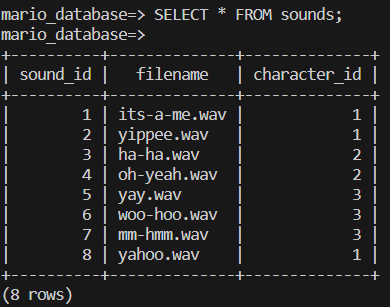 mario_database=> SELECT * FROM sounds;
mario_database=>
+----------+--------------+--------------+
| sound_id |   filename   | character_id |
+----------+--------------+--------------+
|        1 | its-a-me.wav |            1 |
|        2 | yippee.wav   |            1 |
|        3 | ha-ha.wav    |            2 |
|        4 | oh-yeah.wav  |            2 |
|        5 | yay.wav      |            3 |
|        6 | woo-hoo.wav  |            3 |
|        7 | mm-hmm.wav   |            3 |
|        8 | yahoo.wav    |            1 |
+----------+--------------+--------------+
(8 rows)